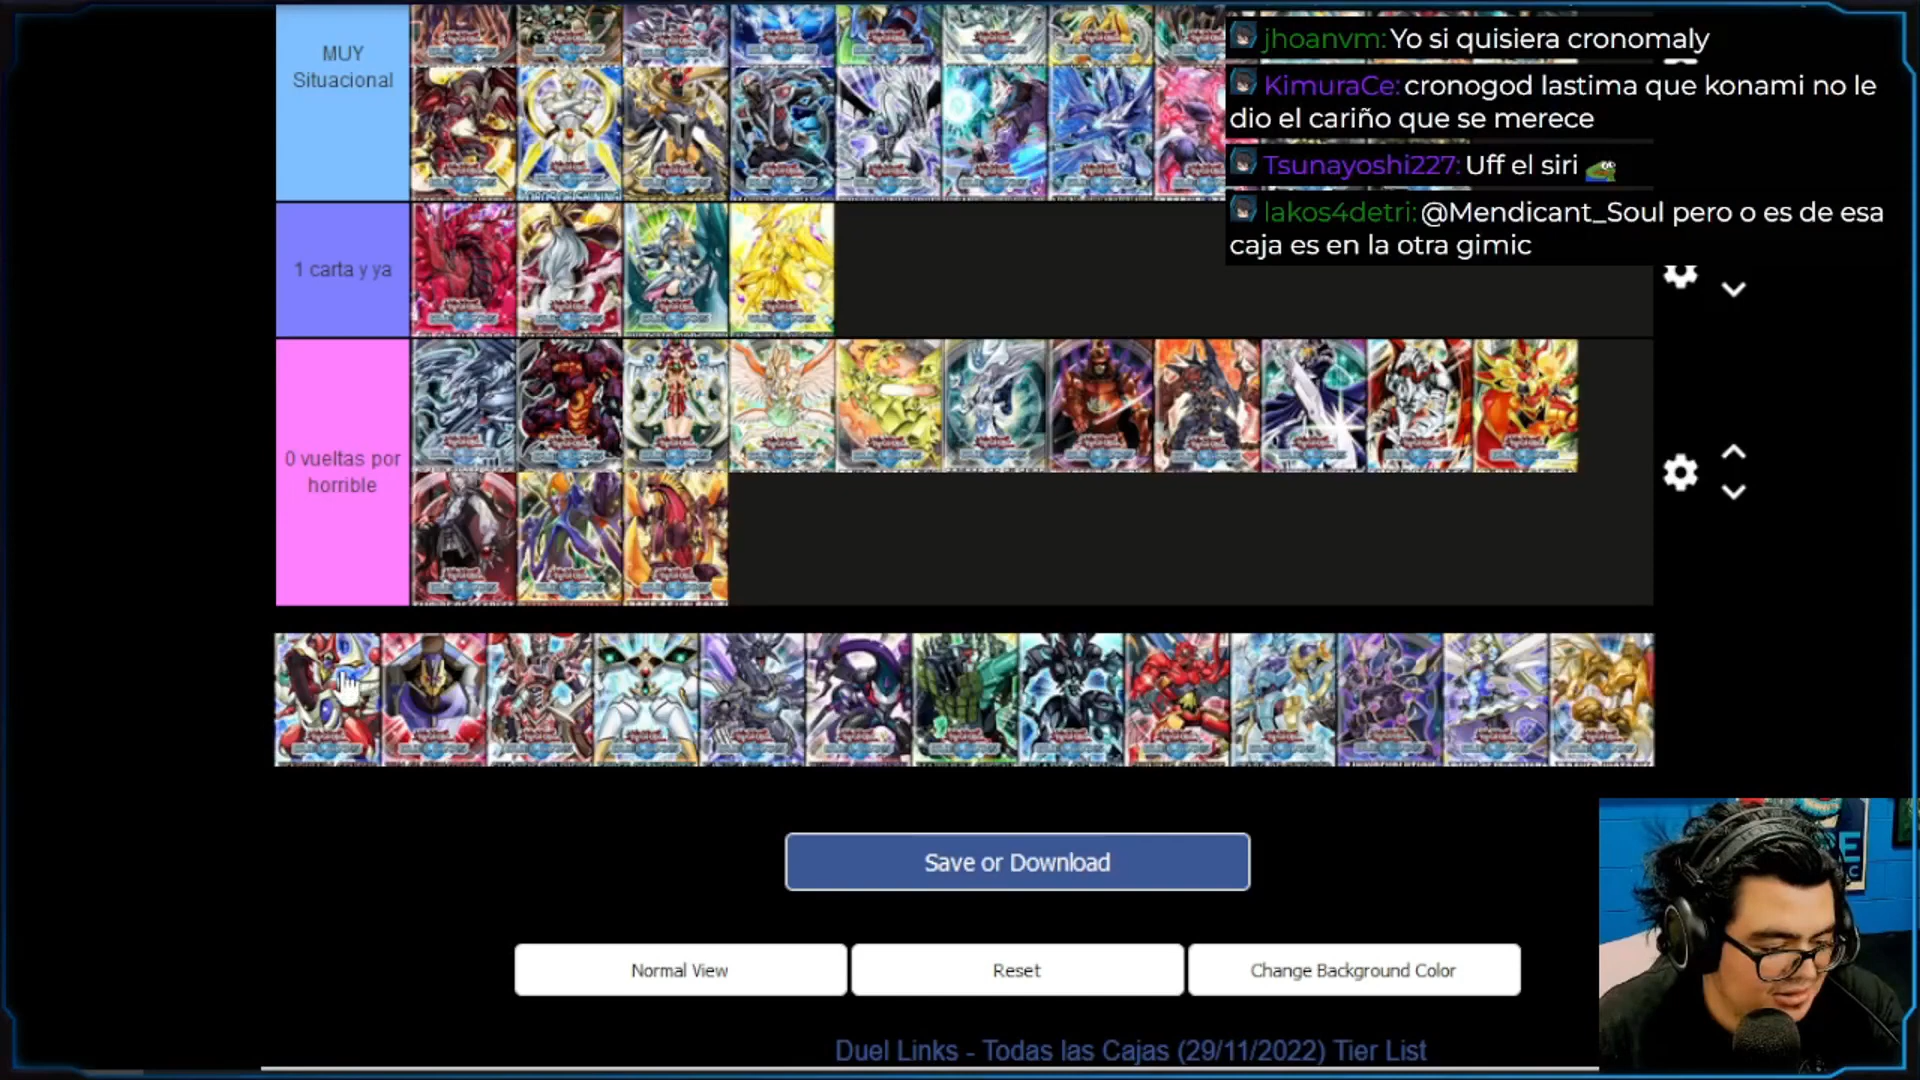 MUY
Situacional
jhoanvm: Yo si quisiera cronomaly
KimuraCe: cronogod lastima que konami no le
dio el cariño que se merece
Tsunayoshi227: Uff el siri
lakos4detri: @Mendicant_Soul pero o es de esa
caja es en la otra gimic
1 carta y ya
0 vueltas por
horrible
Save or Download
Normal View
Reset
Change Background Color
Duel Links - Todas las Cajas (29/11/2022) Tier List